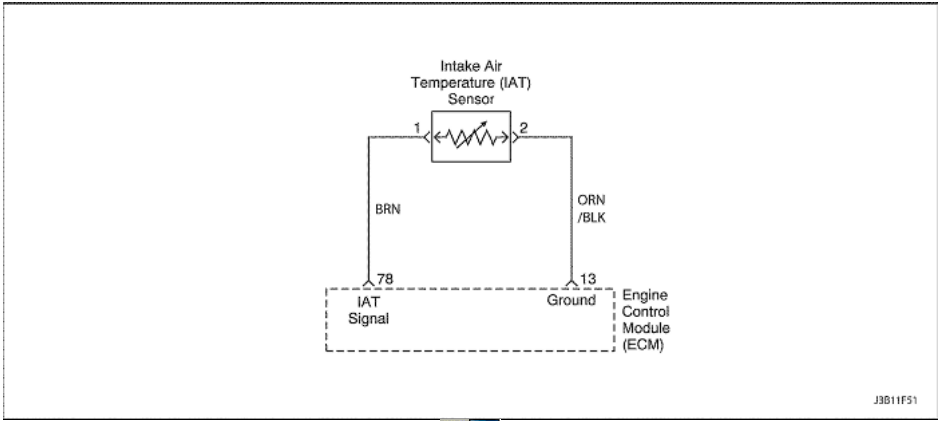 Intake Air
Temperature (IAT)
Sensor
1
2
BRN
ORN
/BLK
78
13
IAT
Signal
Ground
Engine
Control
Module
(ECM)
J3B11F51